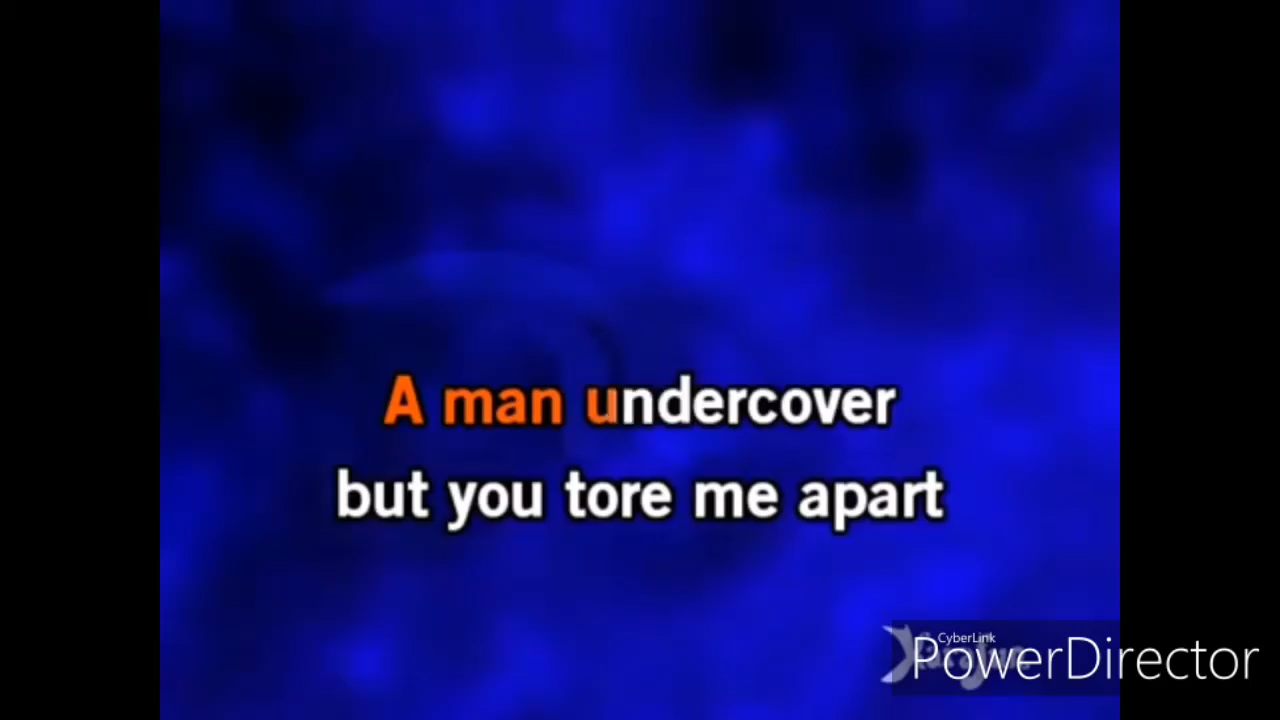 A man undercover
but you tore me apart
CyberLink
PowerDirector